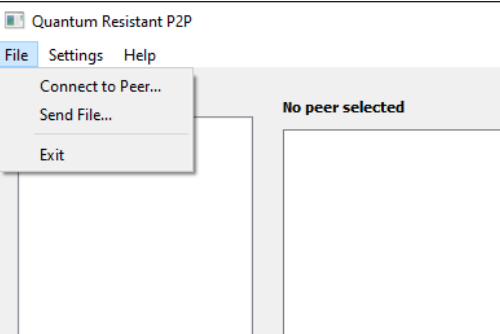 Quantum Resistant P2P
File Settings Help
Connect to Peer...
Send File...
Exit
No peer selected